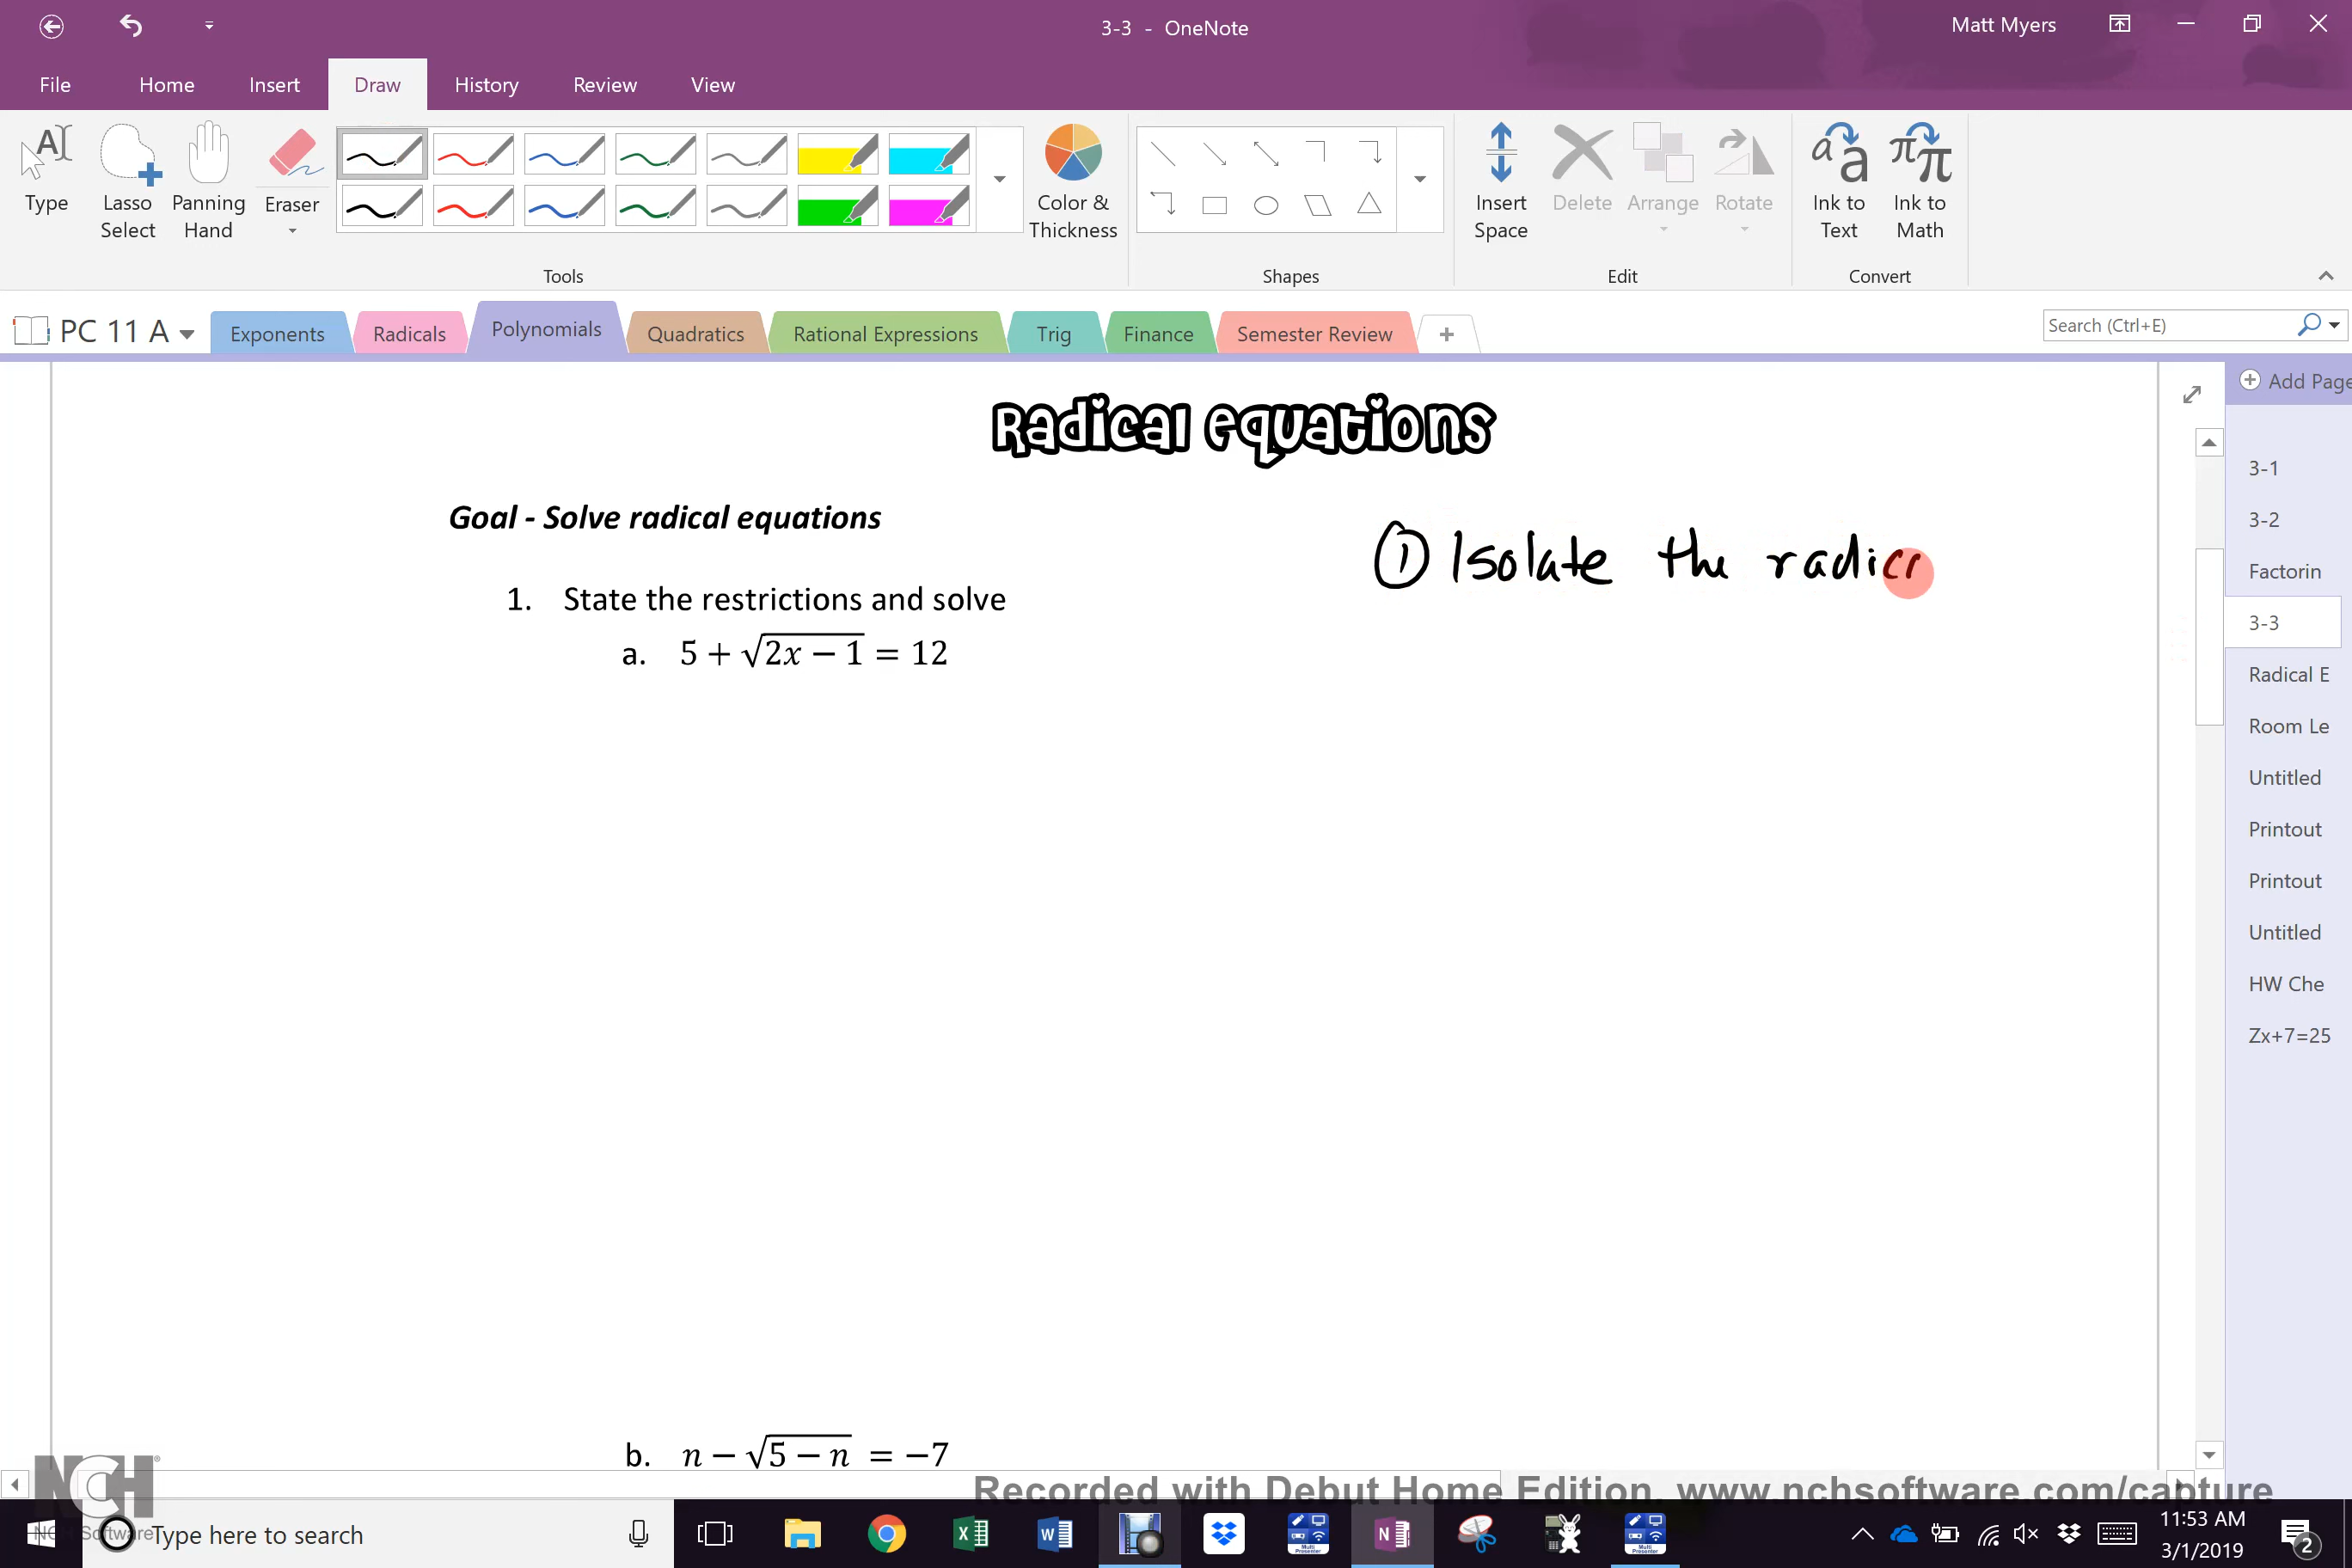 3-3 - OneNote
Matt Myers
File Home Insert Draw History Review View
Type
Lasso Select
Panning Hand
Eraser
Color & Thickness
Insert Space
Delete
Arrange
Rotate
Ink to Text
Ink to Math
Tools
Shapes
Edit
Convert
PC 11 A
Exponents Radicals Polynomials Quadratics Rational Expressions Trig Finance Semester Review
Search (Ctrl+E)
Add Page
Radical equations
Goal - Solve radical equations
① Isolate the radic
1. State the restrictions and solve
a. 5 + √(2x − 1) = 12
b. n − √(5 − n) = −7
3-1
3-2
Factorin
3-3
Radical E
Room Le
Untitled
Printout
Printout
Untitled
HW Che
Zx+7=25
NCH
NCH Software
Recorded with Debut Home Edition. www.nchsoftware.com/capture
Type here to search
11:53 AM
3/1/2019
2